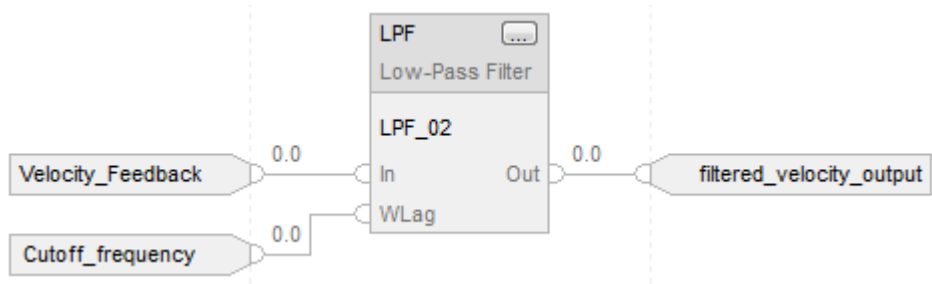 LPF ...
Low-Pass Filter
LPF_02
Velocity_Feedback 0.0 In Out 0.0 filtered_velocity_output
WLag
Cutoff_frequency 0.0